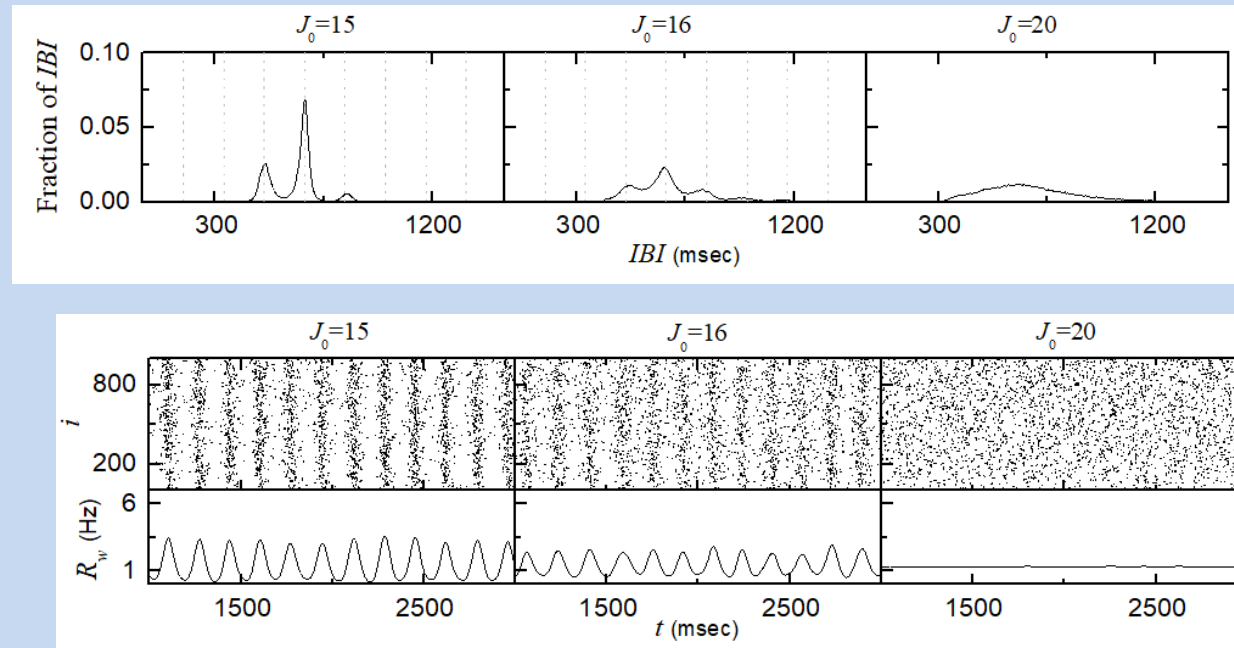 J₀=15 J₀=16 J₀=20
Fraction of IBI
0.10
0.05
0.00
300 1200 300 1200 300 1200
IBI (msec)
J₀=15 J₀=16 J₀=20
i
800
200
R_w (Hz)
6
1
1500 2500 1500 2500 1500 2500
t (msec)